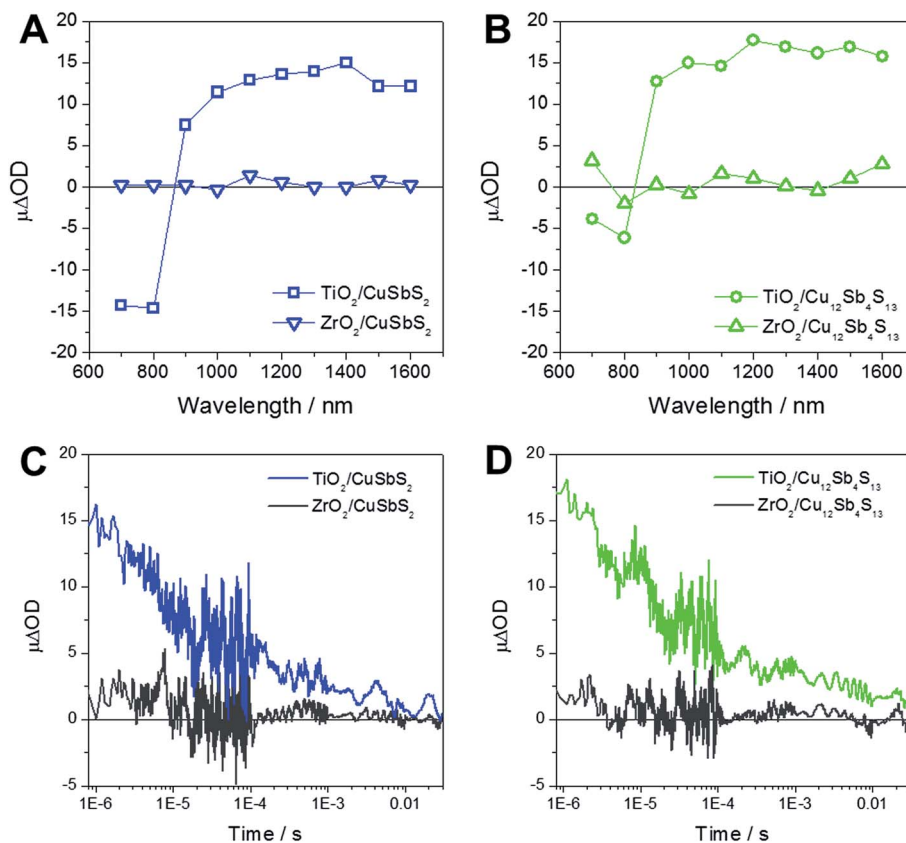 A
20
15
10
5
0
-5
-10
-15
-20
μΔOD
TiO₂/CuSbS₂
ZrO₂/CuSbS₂
600 800 1000 1200 1400 1600
Wavelength / nm
B
20
15
10
5
0
-5
-10
-15
-20
μΔOD
TiO₂/Cu₁₂Sb₄S₁₃
ZrO₂/Cu₁₂Sb₄S₁₃
600 800 1000 1200 1400 1600
Wavelength / nm
C
20
15
10
5
0
-5
μΔOD
TiO₂/CuSbS₂
ZrO₂/CuSbS₂
1E-6 1E-5 1E-4 1E-3 0.01
Time / s
D
20
15
10
5
0
-5
μΔOD
TiO₂/Cu₁₂Sb₄S₁₃
ZrO₂/Cu₁₂Sb₄S₁₃
1E-6 1E-5 1E-4 1E-3 0.01
Time / s